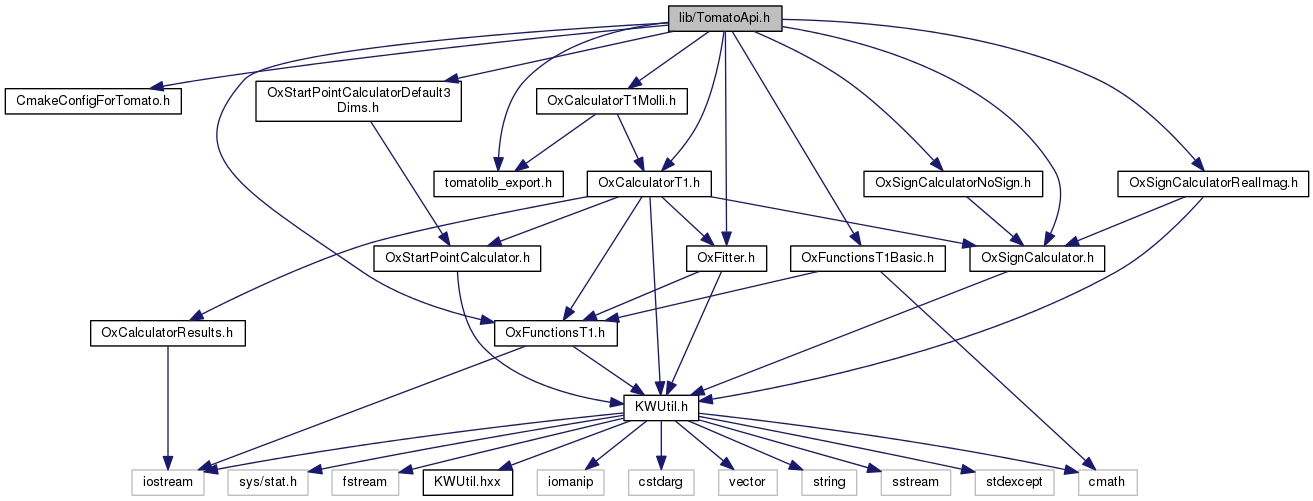 lib/TomatoApi.h
CmakeConfigForTomato.h
OxStartPointCalculatorDefault3
Dims.h
OxCalculatorT1Molli.h
tomatolib_export.h
OxCalculatorT1.h
OxSignCalculatorNoSign.h
OxSignCalculatorRealImag.h
OxStartPointCalculator.h
OxFitter.h
OxFunctionsT1Basic.h
OxSignCalculator.h
OxCalculatorResults.h
OxFunctionsT1.h
KWUtil.h
iostream
sys/stat.h
fstream
KWUtil.hxx
iomanip
cstdarg
vector
string
sstream
stdexcept
cmath